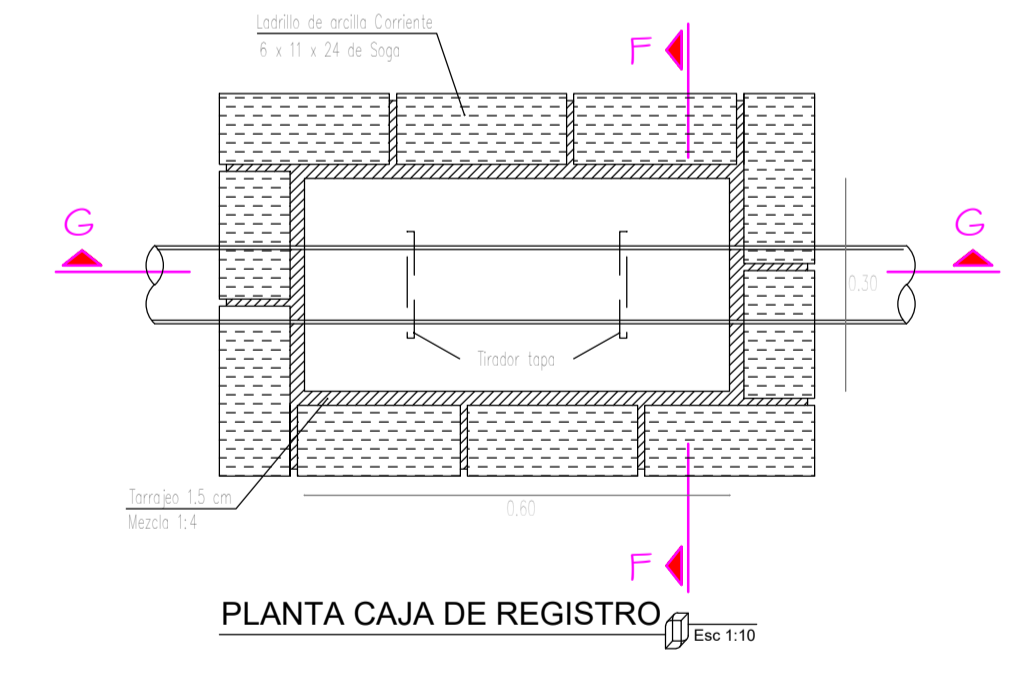 Ladrillo de arcilla Corriente
6 x 11 x 24 de Soga
F
G
G
0.30
Tirador tapa
Tarrajeo 1.5 cm
Mezcla 1:4
0.60
F
PLANTA CAJA DE REGISTRO
Esc 1:10